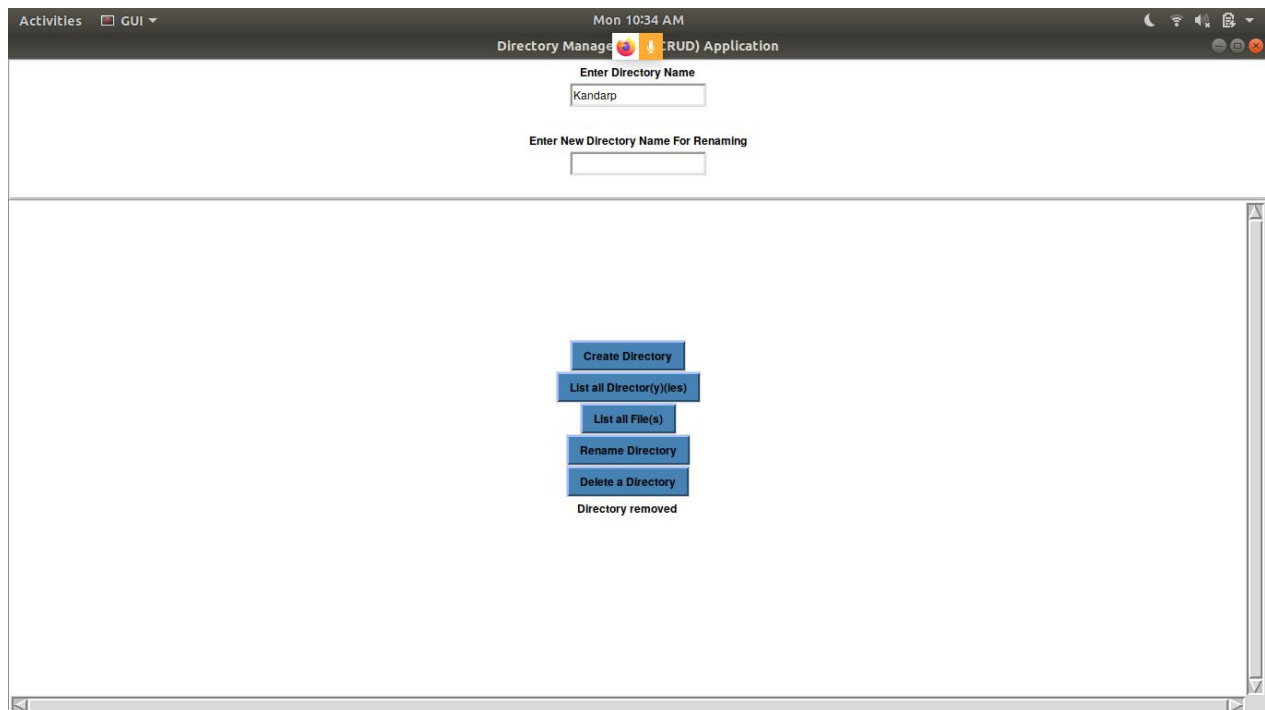 Activities GUI Mon 10:34 AM
Directory Manage CRUD) Application
Enter Directory Name
Kandarp
Enter New Directory Name For Renaming
Create Directory
List all Director(y)(ies)
List all File(s)
Rename Directory
Delete a Directory
Directory removed